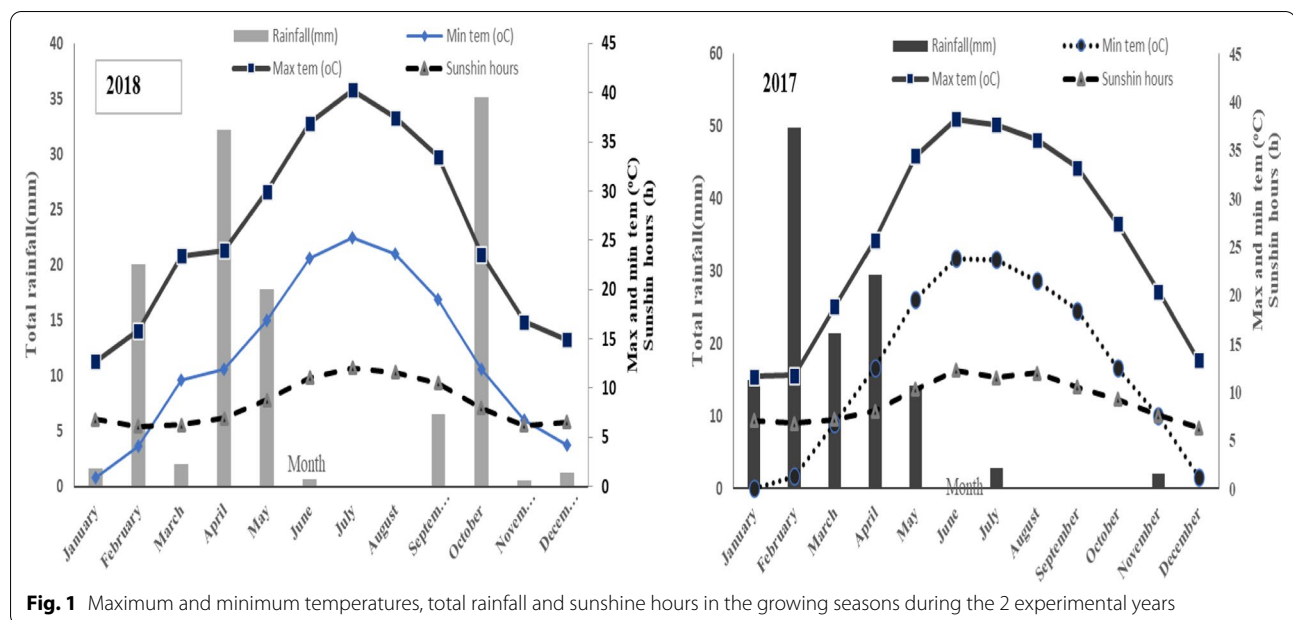 Rainfall(mm) Min tem (oC)
Max tem (oC) Sunshin hours
2018
40
35
30
25
20
15
10
5
0
Total rainfall(mm)
45
40
35
30
25
20
15
10
5
0
Max and min tem (°C)
Sunshin hours (h)
Month
January
February
March
April
May
June
July
August
Septem...
October
Novem...
Decem...
Rainfall(mm) Min tem (oC)
Max tem (oC) Sunshin hours
2017
60
50
40
30
20
10
0
Total rainfall(mm)
45
40
35
30
25
20
15
10
5
0
Max and min tem (°C)
Sunshin hours (h)
Month
January
February
March
April
May
June
July
August
September
October
November
December
Fig. 1 Maximum and minimum temperatures, total rainfall and sunshine hours in the growing seasons during the 2 experimental years